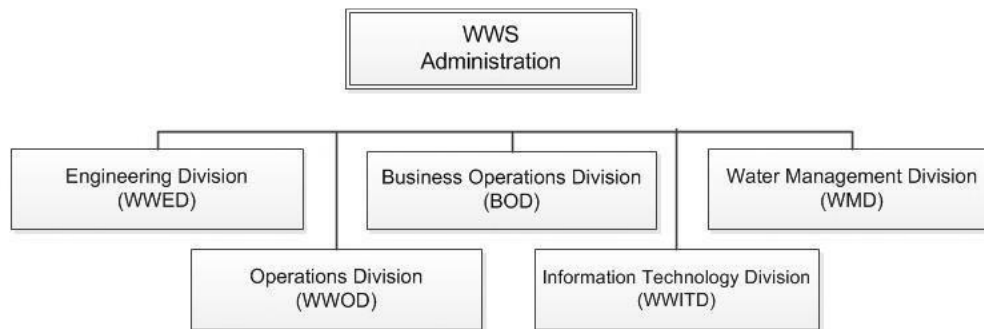 WWS
Administration
Engineering Division
(WWED)
Business Operations Division
(BOD)
Water Management Division
(WMD)
Operations Division
(WWOD)
Information Technology Division
(WWITD)